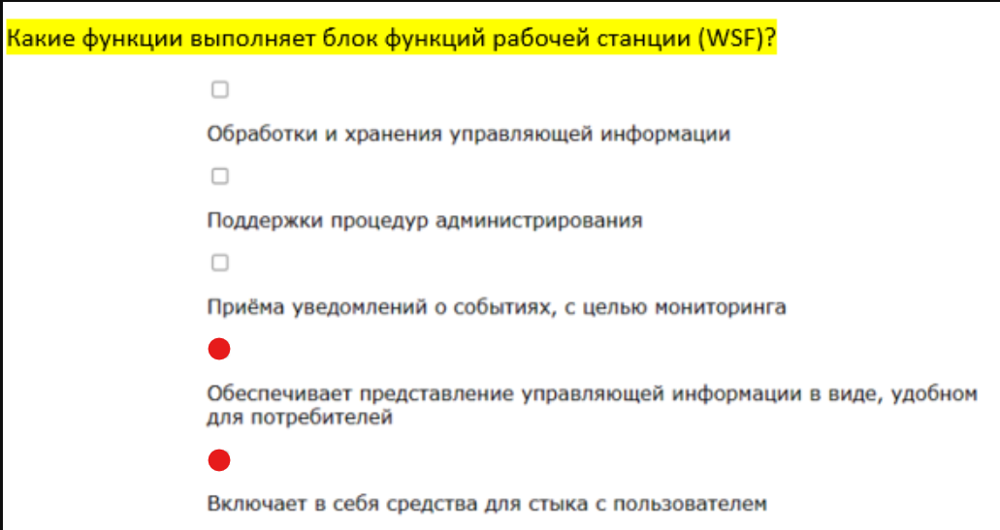 Какие функции выполняет блок функций рабочей станции (WSF)?
Обработки и хранения управляющей информации
Поддержки процедур администрирования
Приёма уведомлений о событиях, с целью мониторинга
Обеспечивает представление управляющей информации в виде, удобном
для потребителей
Включает в себя средства для стыка с пользователем